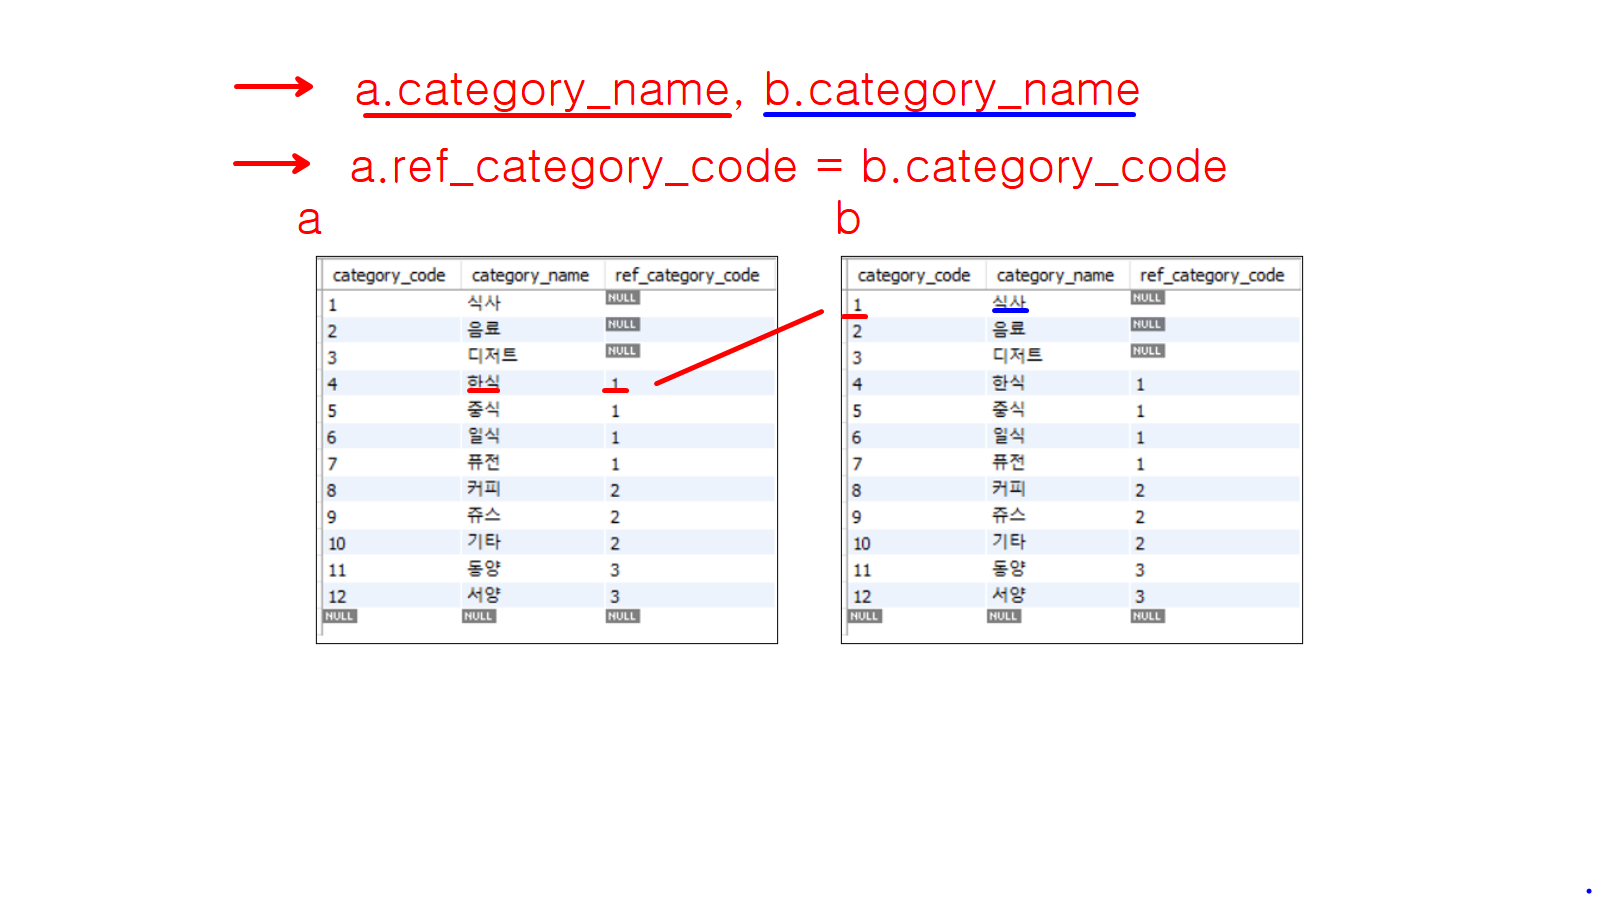 a.category_name, b.category_name
a.ref_category_code = b.category_code
a b
category_code category_name ref_category_code category_code category_name ref_category_code
1 식사 NULL 1 식사 NULL
2 음료 NULL 2 음료 NULL
3 디저트 NULL 3 디저트 NULL
4 한식 1 4 한식 1
5 중식 1 5 중식 1
6 일식 1 6 일식 1
7 퓨전 1 7 퓨전 1
8 커피 2 8 커피 2
9 쥬스 2 9 쥬스 2
10 기타 2 10 기타 2
11 동양 3 11 동양 3
12 서양 3 12 서양 3
NULL NULL NULL NULL NULL NULL